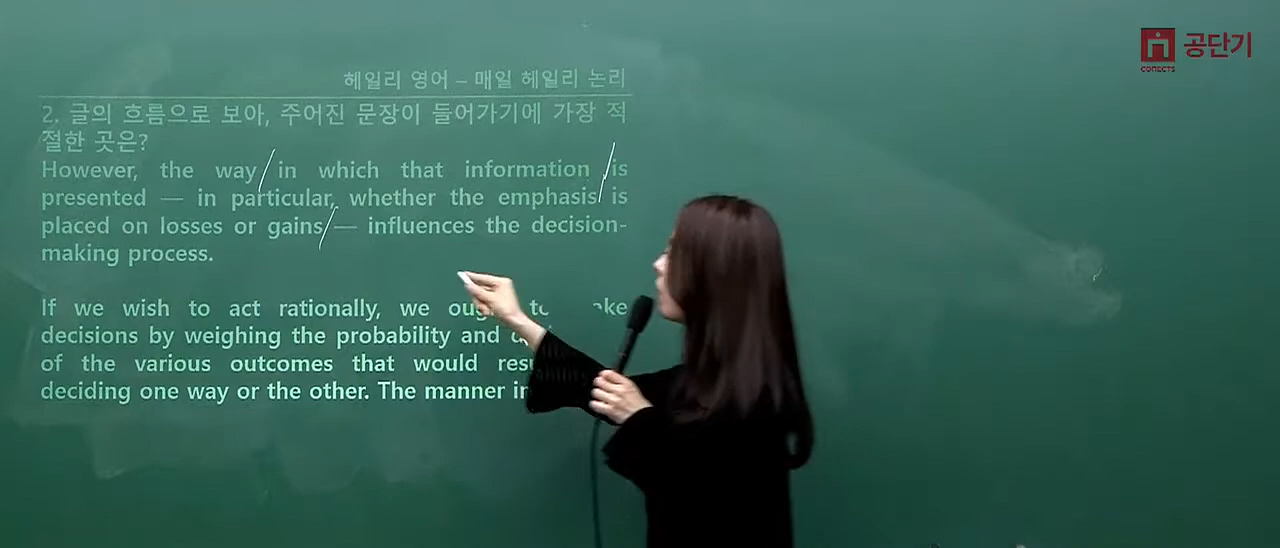 공단기
CONECTS
헤일리 영어 – 매일 헤일리 논리
2. 글의 흐름으로 보아, 주어진 문장이 들어가기에 가장 적
절한 곳은?
However, the way in which that information is
presented — in particular, whether the emphasis is
placed on losses or gains — influences the decision-
making process.
If we wish to act rationally, we
decisions by weighing the probability and
of the various outcomes that would
deciding one way or the other. The manner